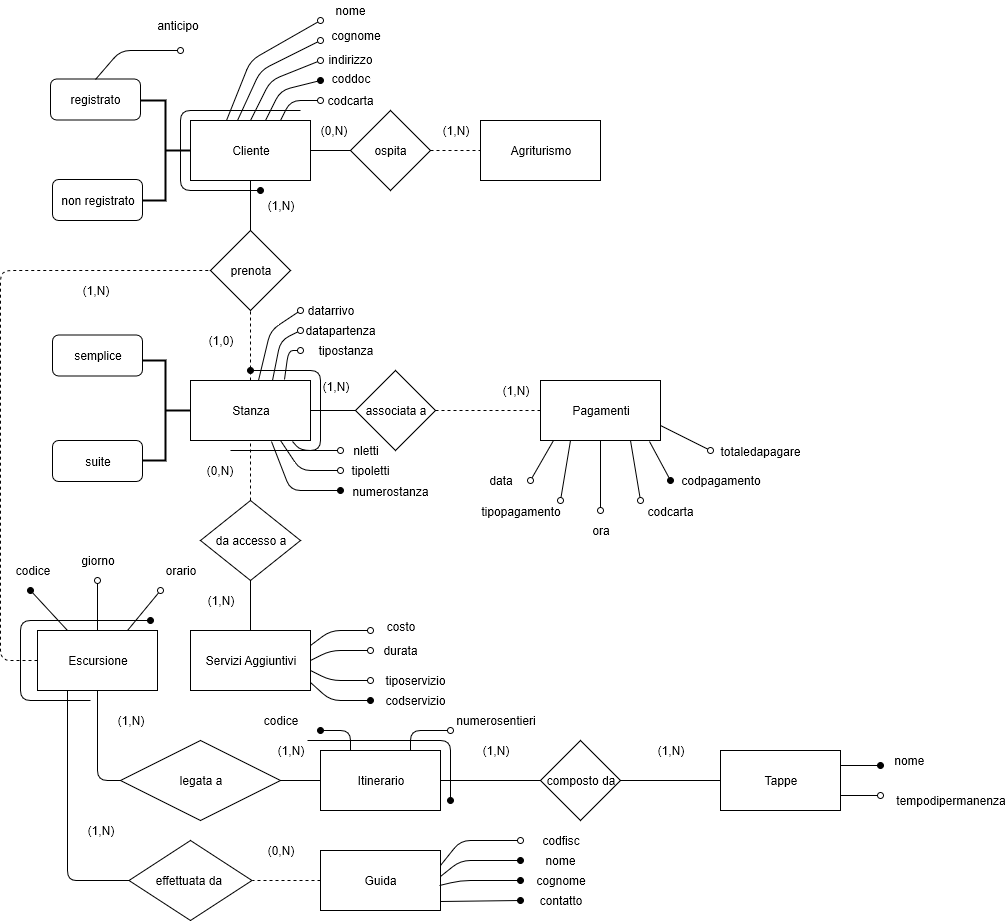 nome
anticipo
cognome
indirizzo
coddoc
registrato
codcarta
(0,N)
(1,N)
Cliente
ospita
Agriturismo
non registrato
(1,N)
prenota
(1,N)
datarrivo
datapartenza
(1,0)
tipostanza
semplice
(1,N)
(1,N)
Stanza
associata a
Pagamenti
nletti
totaledapagare
suite
(0,N)
tipoletti
data
codpagamento
numerostanza
tipopagamento
codcarta
ora
da accesso a
giorno
codice
orario
(1,N)
costo
durata
Escursione
Servizi Aggiuntivi
tiposervizio
codservizio
(1,N)
codice
numerosentieri
(1,N)
(1,N)
(1,N)
nome
legata a
Itinerario
composto da
Tappe
tempodipermanenza
(1,N)
codfisc
(0,N)
nome
effettuata da
Guida
cognome
contatto